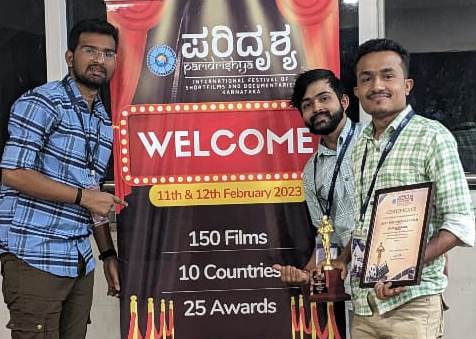 ಪರಿದೃಶ್ಯ
paridrishya
INTERNATIONAL FESTIVAL OF
SHORTFILMS AND DOCUMENTARIES
KARNATAKA
WELCOME
11th & 12th February 2023
150 Films
10 Countries
25 Awards
CERTIFICATE